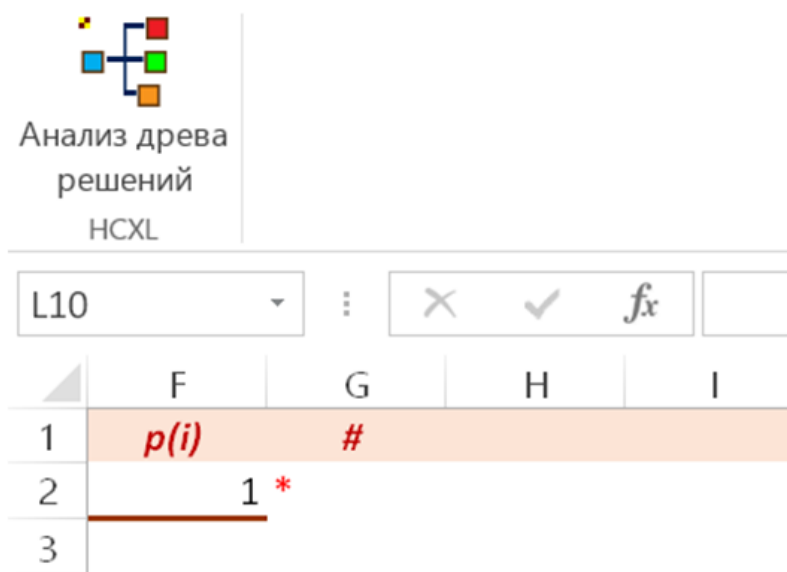 Анализ древа
решений
HCXL
L10 fx
F G H I
1 p(i) #
2 1 *
3